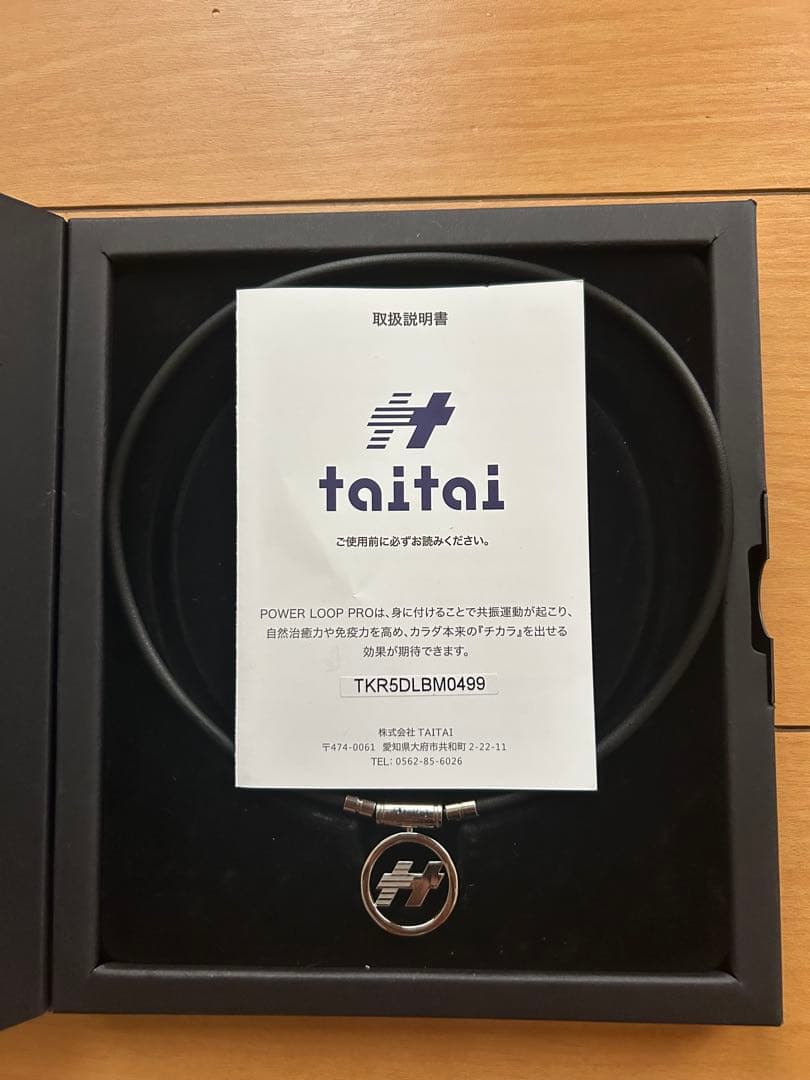 取扱説明書
taitai
ご使用前に必ずお読みください。
POWER LOOP PROは、身に付けることで共振運動が起こり、
自然治癒力や免疫力を高め、カラダ本来の『チカラ』を出せる
効果が期待できます。
TKR5DLBM0499
株式会社 TAITAI
〒474-0061 愛知県大府市共和町2-22-11
TEL: 0562-85-6026